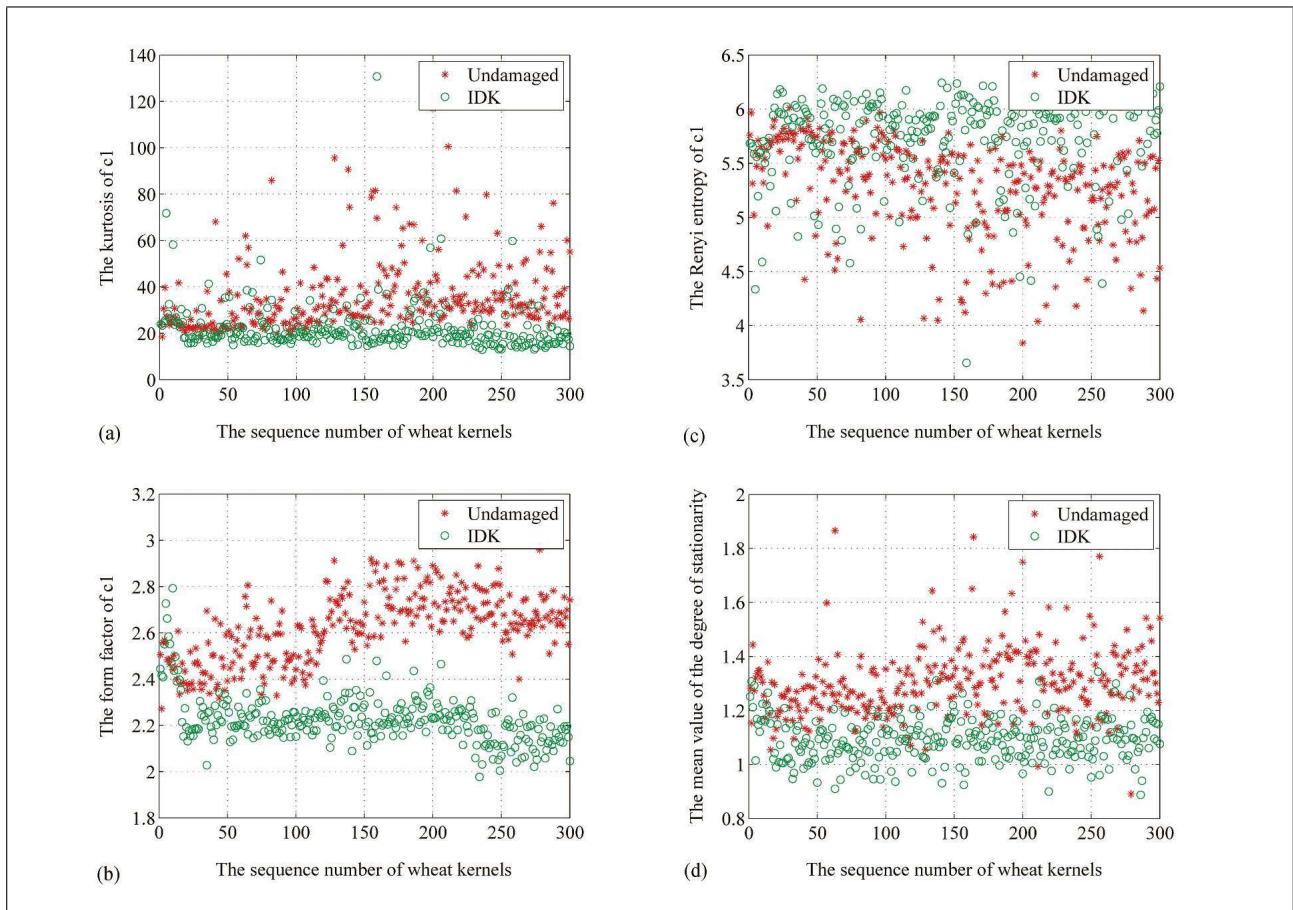 140
120
100
80
60
40
20
0
The kurtosis of c1
Undamaged
IDK
0 50 100 150 200 250 300
(a) The sequence number of wheat kernels
6.5
6
5.5
5
4.5
4
3.5
The Renyi entropy of c1
Undamaged
IDK
0 50 100 150 200 250 300
(c) The sequence number of wheat kernels
3.2
3
2.8
2.6
2.4
2.2
2
1.8
The form factor of c1
Undamaged
IDK
0 50 100 150 200 250 300
(b) The sequence number of wheat kernels
2
1.8
1.6
1.4
1.2
1
0.8
The mean value of the degree of stationarity
Undamaged
IDK
0 50 100 150 200 250 300
(d) The sequence number of wheat kernels